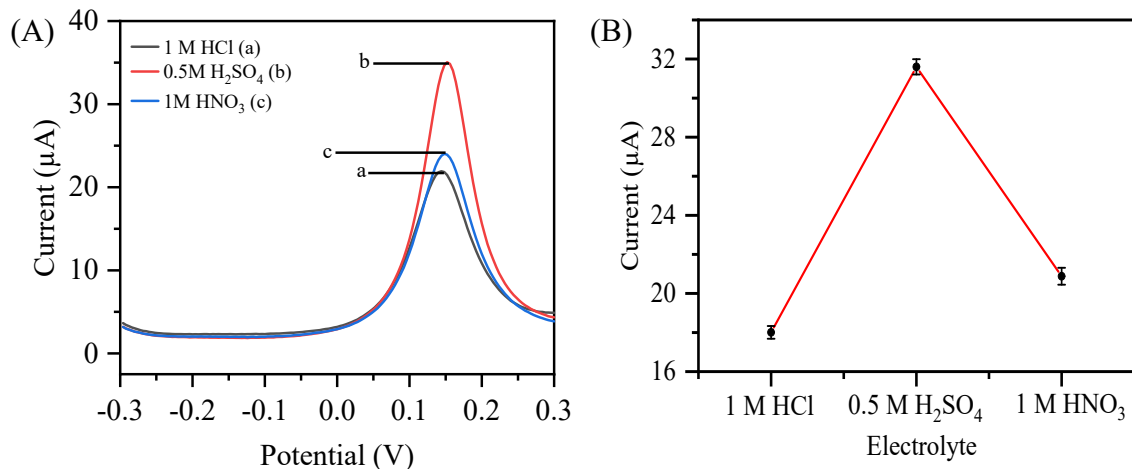 (A)
Current (µA)
40
30
20
10
0
1 M HCl (a)
0.5M H₂SO₄ (b)
1M HNO₃ (c)
b
c
a
-0.3 -0.2 -0.1 0.0 0.1 0.2 0.3
Potential (V)
(B)
Current (µA)
32
28
24
20
16
1 M HCl 0.5 M H₂SO₄ 1 M HNO₃
Electrolyte